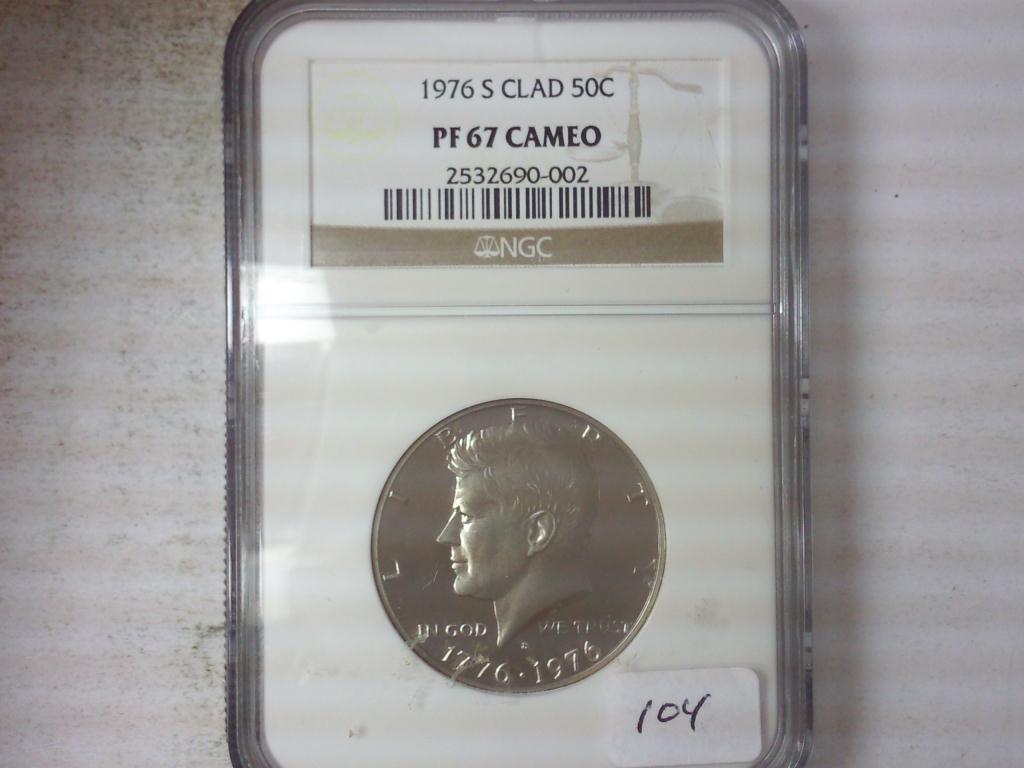 1976 S CLAD 50C
PF 67 CAMEO
2532690-002
NGC
LIBERTY
IN GOD WE TRUST
1776 · 1976
104